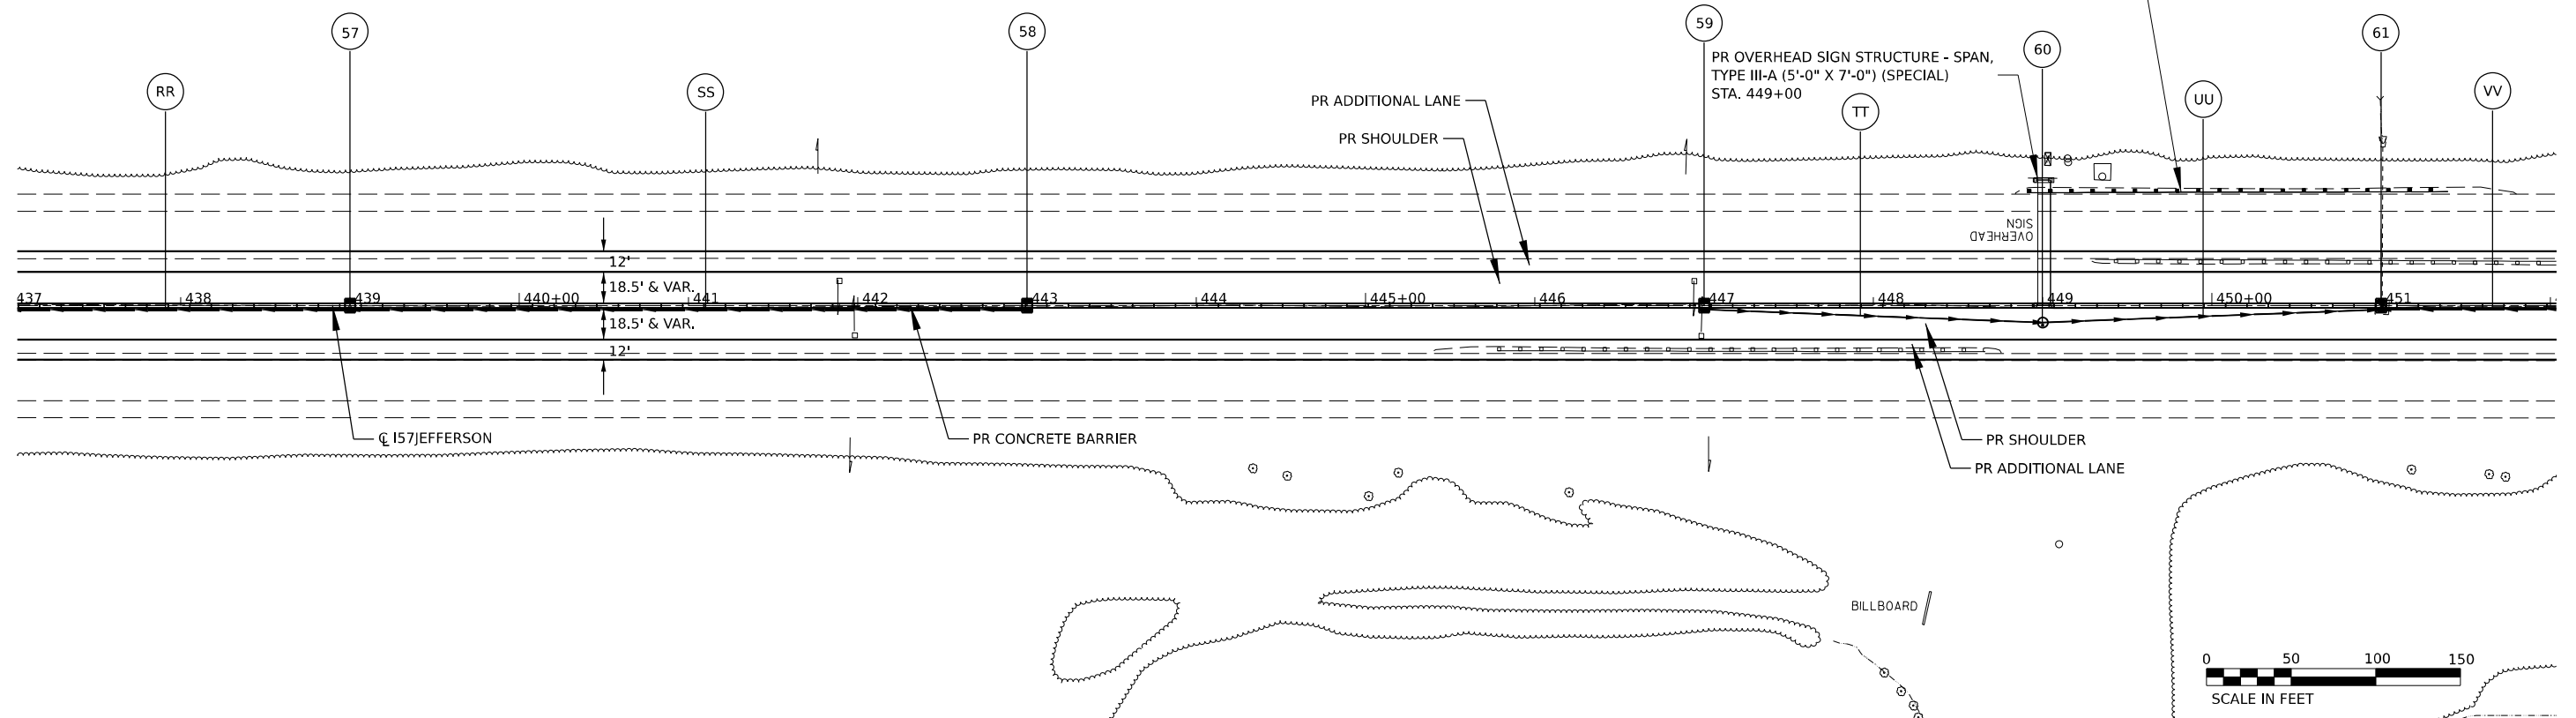 57
58
59
60
61
RR
SS
TT
UU
VV
PR OVERHEAD SIGN STRUCTURE - SPAN,
TYPE III-A (5'-0" X 7'-0") (SPECIAL)
STA. 449+00
PR ADDITIONAL LANE
PR SHOULDER
OVERHEAD
SIGN
12'
18.5' & VAR.
437
438
439
440+00
441
442
443
444
445+00
446
447
448
449
450+00
451
18.5' & VAR.
12'
℄ I57JEFFERSON
PR CONCRETE BARRIER
PR SHOULDER
PR ADDITIONAL LANE
BILLBOARD
0 50 100 150
SCALE IN FEET